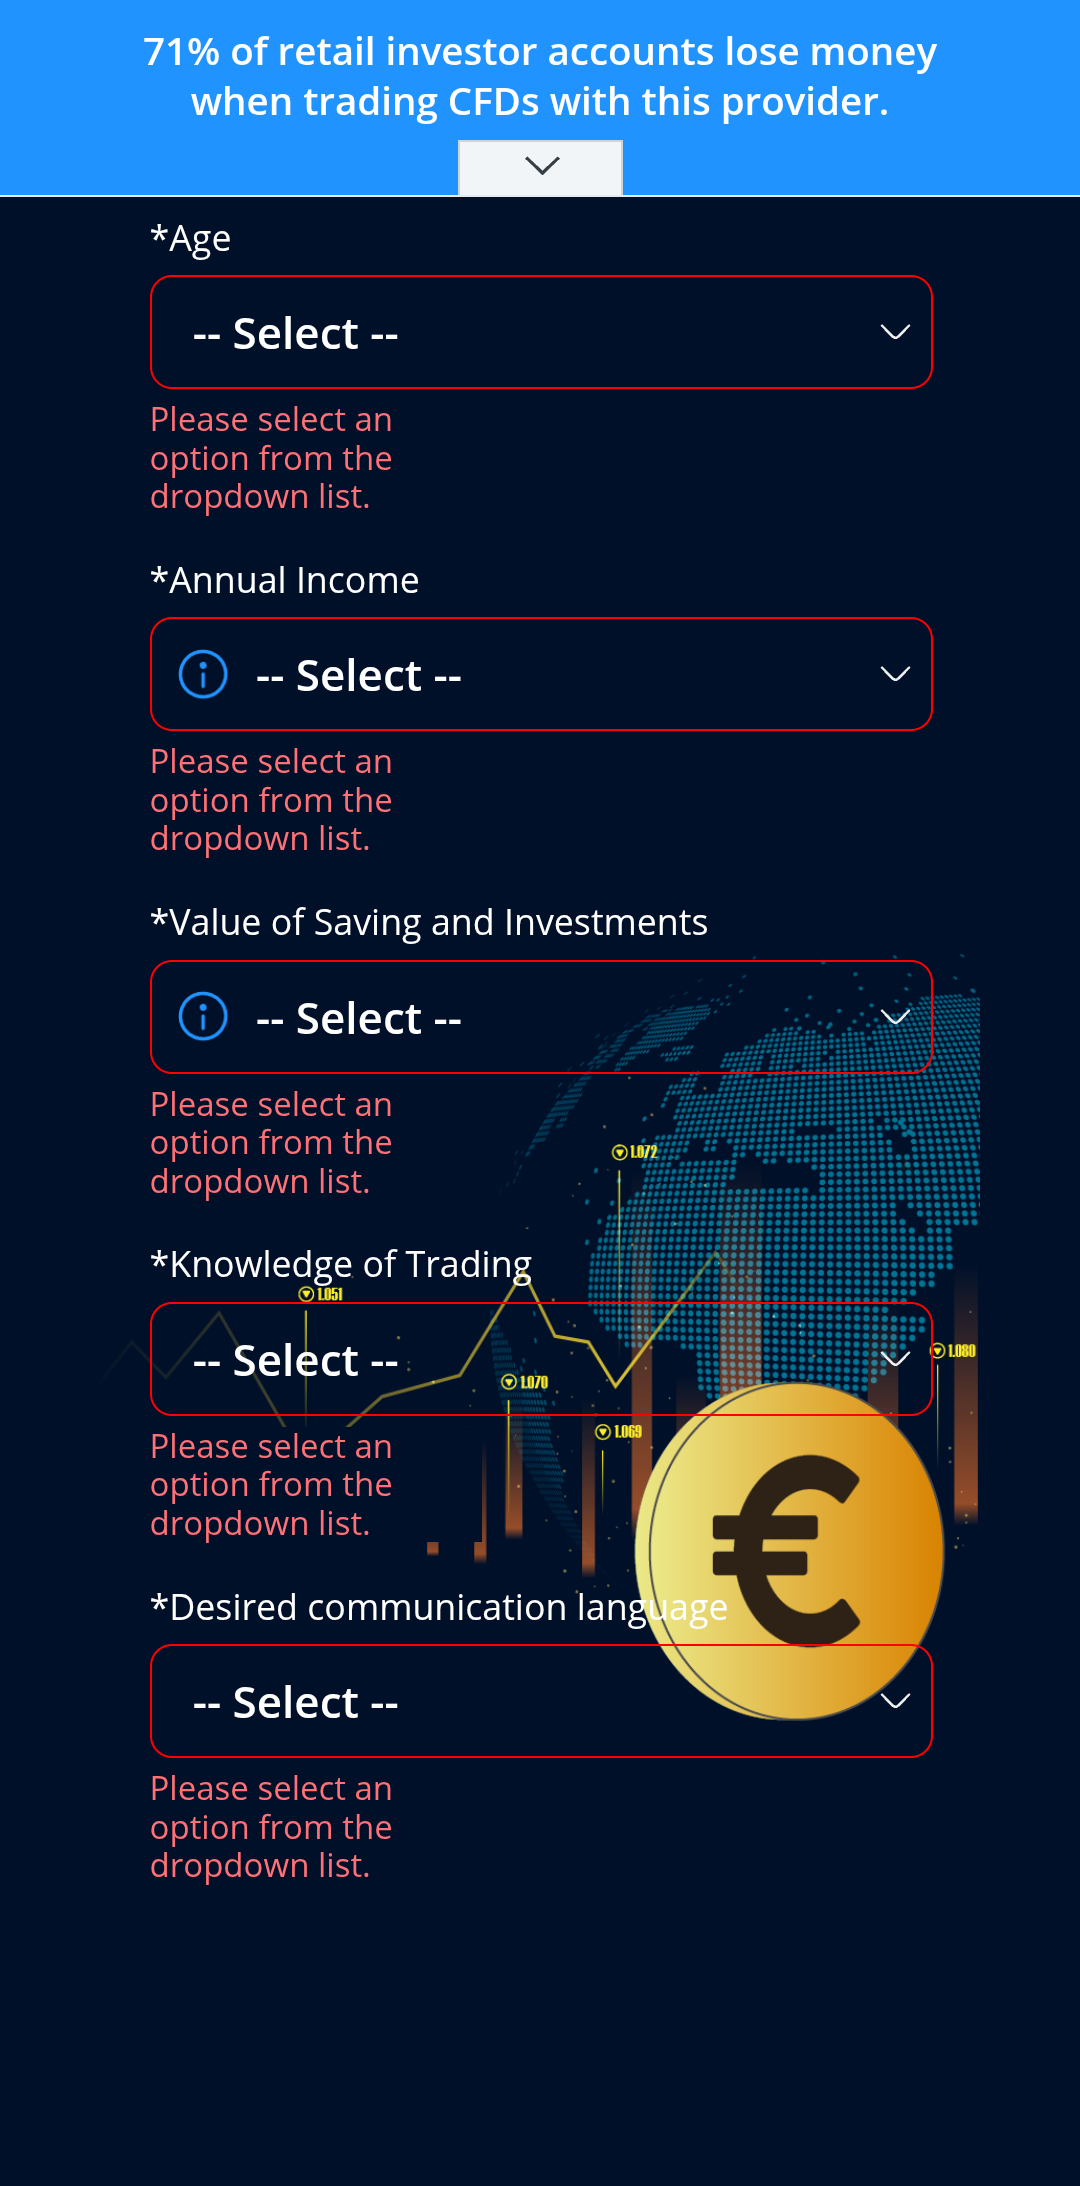 71% of retail investor accounts lose money
when trading CFDs with this provider.
*Age
-- Select --
Please select an
option from the
dropdown list.
*Annual Income
-- Select --
Please select an
option from the
dropdown list.
*Value of Saving and Investments
-- Select --
Please select an
option from the
dropdown list.
1.072
*Knowledge of Trading
1.051
-- Select --
1.080
1.070
1.069
Please select an
option from the
dropdown list.
€
*Desired communication language
-- Select --
Please select an
option from the
dropdown list.